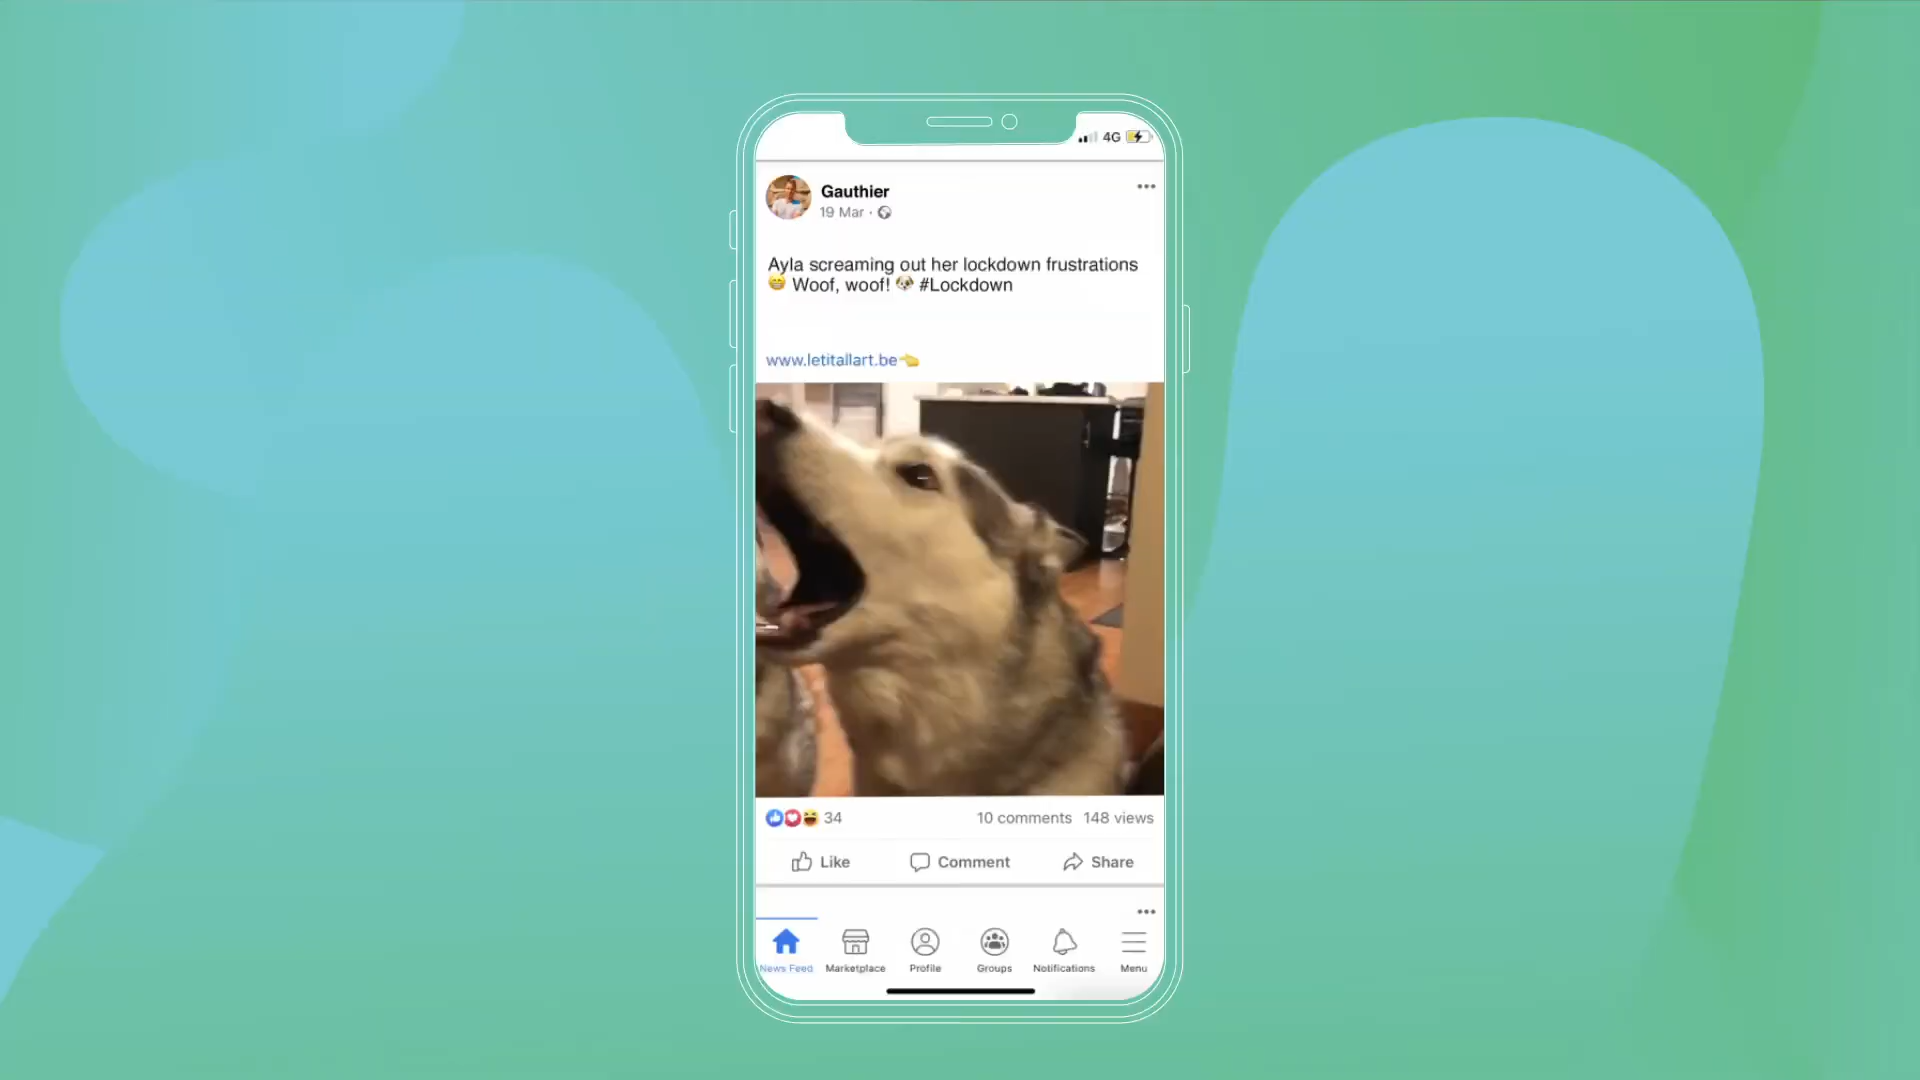 4G
Gauthier
19 Mar ·
Ayla screaming out her lockdown frustrations
😁 Woof, woof! 🐶 #Lockdown
www.letitallart.be👈
34 10 comments 148 views
Like Comment Share
News Feed Marketplace Profile Groups Notifications Menu